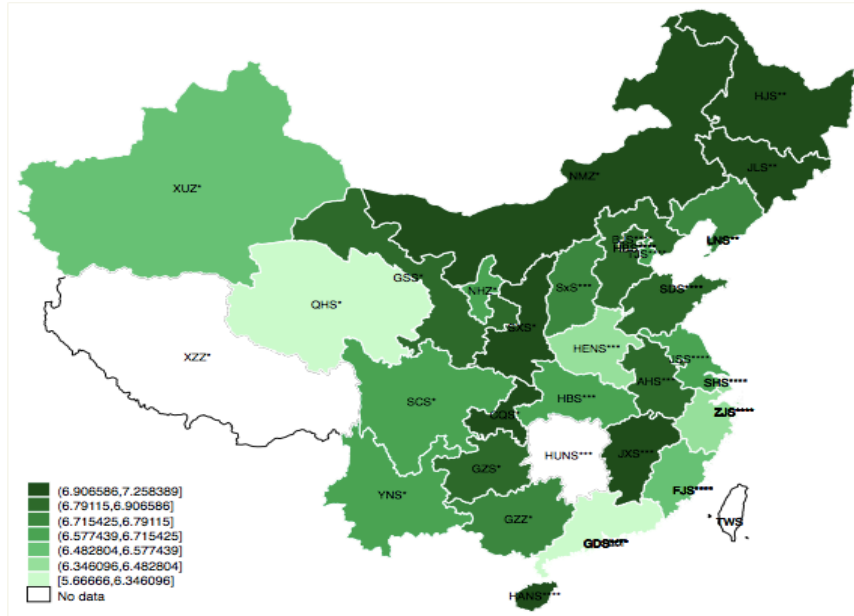 HJS**
JLS**
NMZ*
XUZ*
LNS**
GSS*
NHZ*
SxS***
SDS****
QHS*
SXS*
HENS***
XZZ*
JSS****
AHS***
SHS****
SCS*
HBS***
ZJS****
CQS*
HUNS***
JXS***
GZS*
YNS*
FJS****
GZZ*
TWS
HANS****
(6.906586,7.258389]
(6.79115,6.906586]
(6.715425,6.79115]
(6.577439,6.715425]
(6.482804,6.577439]
(6.346096,6.482804]
[5.66666,6.346096]
No data